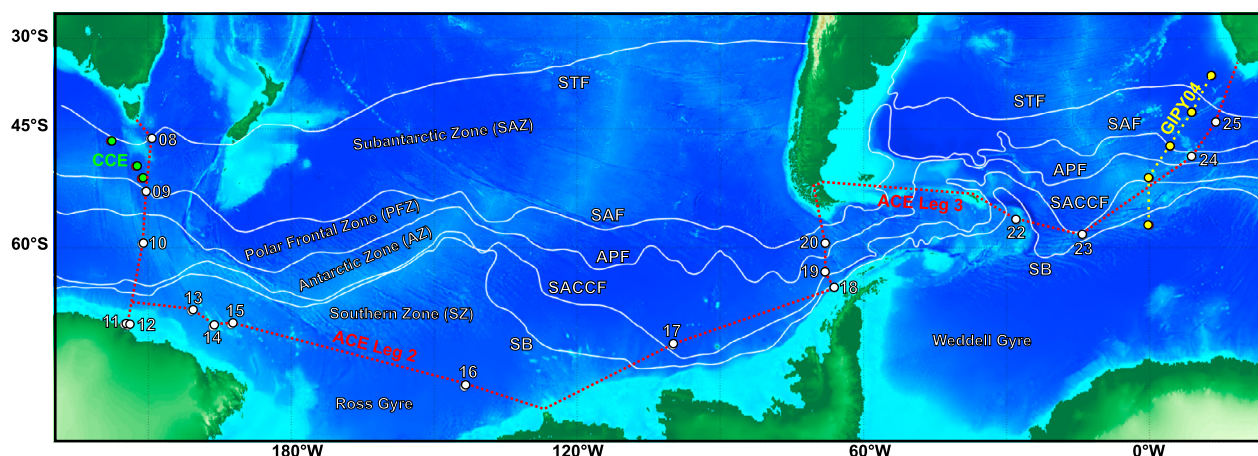 30°S
45°S
60°S
STF
Subantarctic Zone (SAZ)
08
CCE
09
10
Polar Frontal Zone (PFZ)
SAF
Antarctic Zone (AZ)
APF
SACCF
Southern Zone (SZ)
SB
11
12
13
14
15
ACE Leg 2
16
Ross Gyre
17
18
19
20
ACE Leg 3
22
23
SB
SACCF
APF
24
SAF
25
STF
GIPY04
Weddell Gyre
180°W
120°W
60°W
0°W